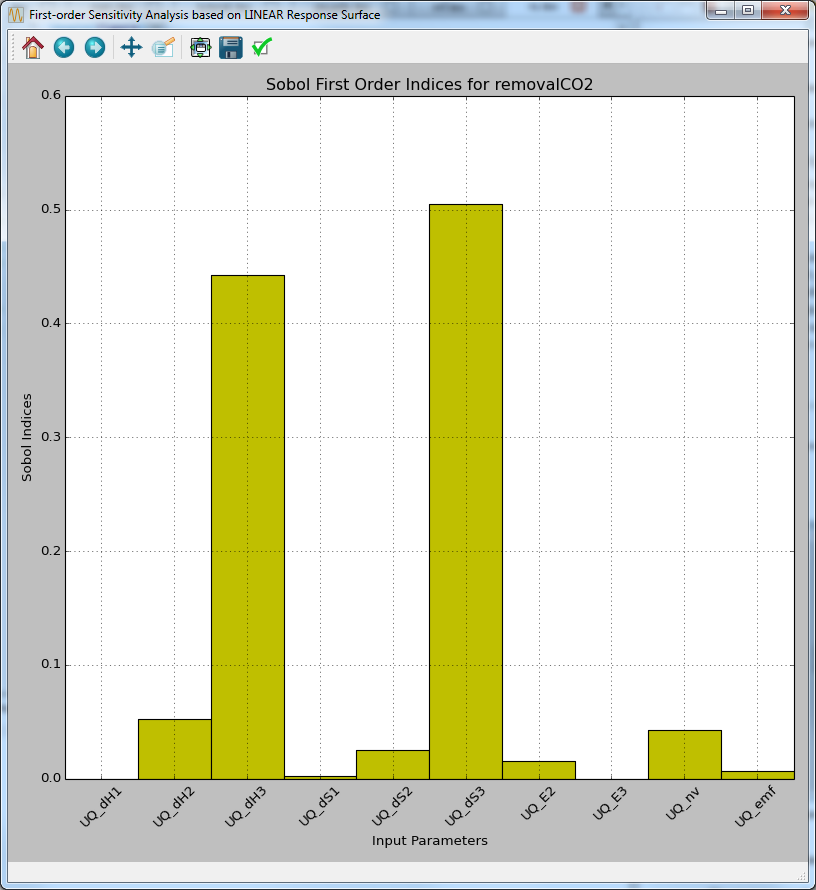 First-order Sensitivity Analysis based on LINEAR Response Surface
Sobol First Order Indices for removalCO2
0.6
0.5
0.4
0.3
0.2
0.1
0.0
Sobol Indices
UQ_dH1
UQ_dH2
UQ_dH3
UQ_dS1
UQ_dS2
UQ_dS3
UQ_E2
UQ_E3
UQ_nv
UQ_emf
Input Parameters